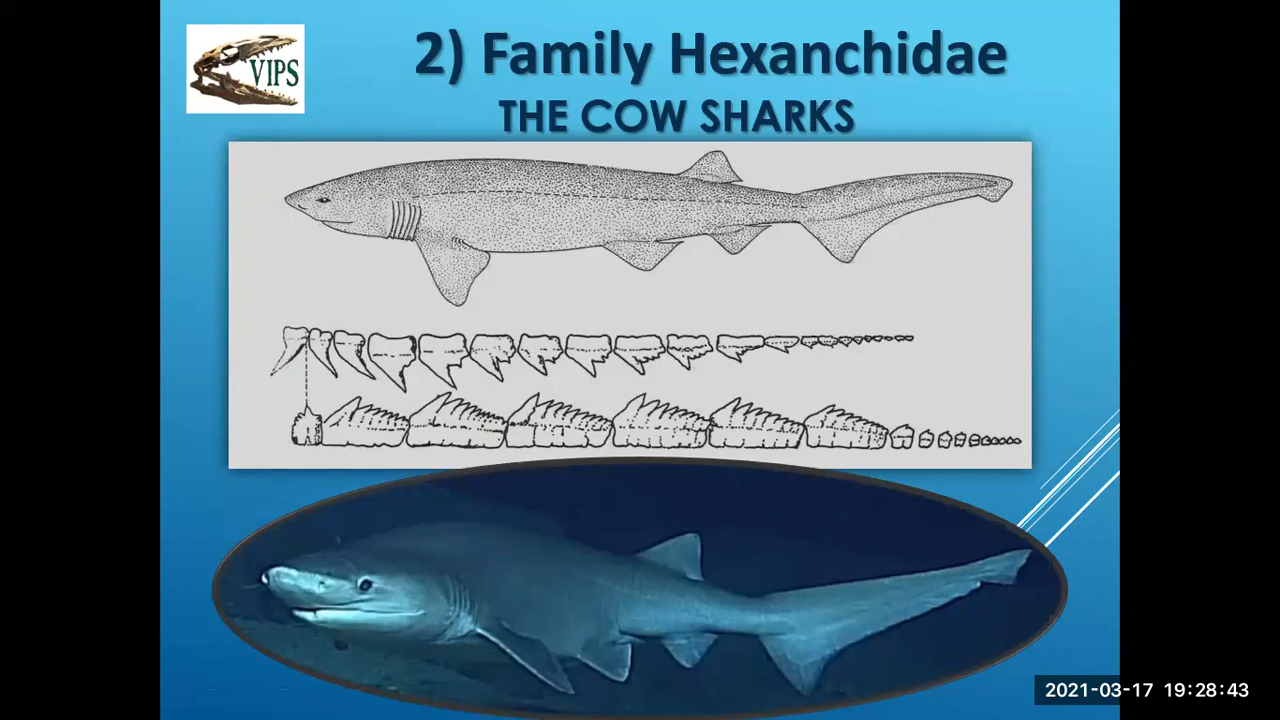 VIPS
2) Family Hexanchidae
THE COW SHARKS
2021-03-17 19:28:43